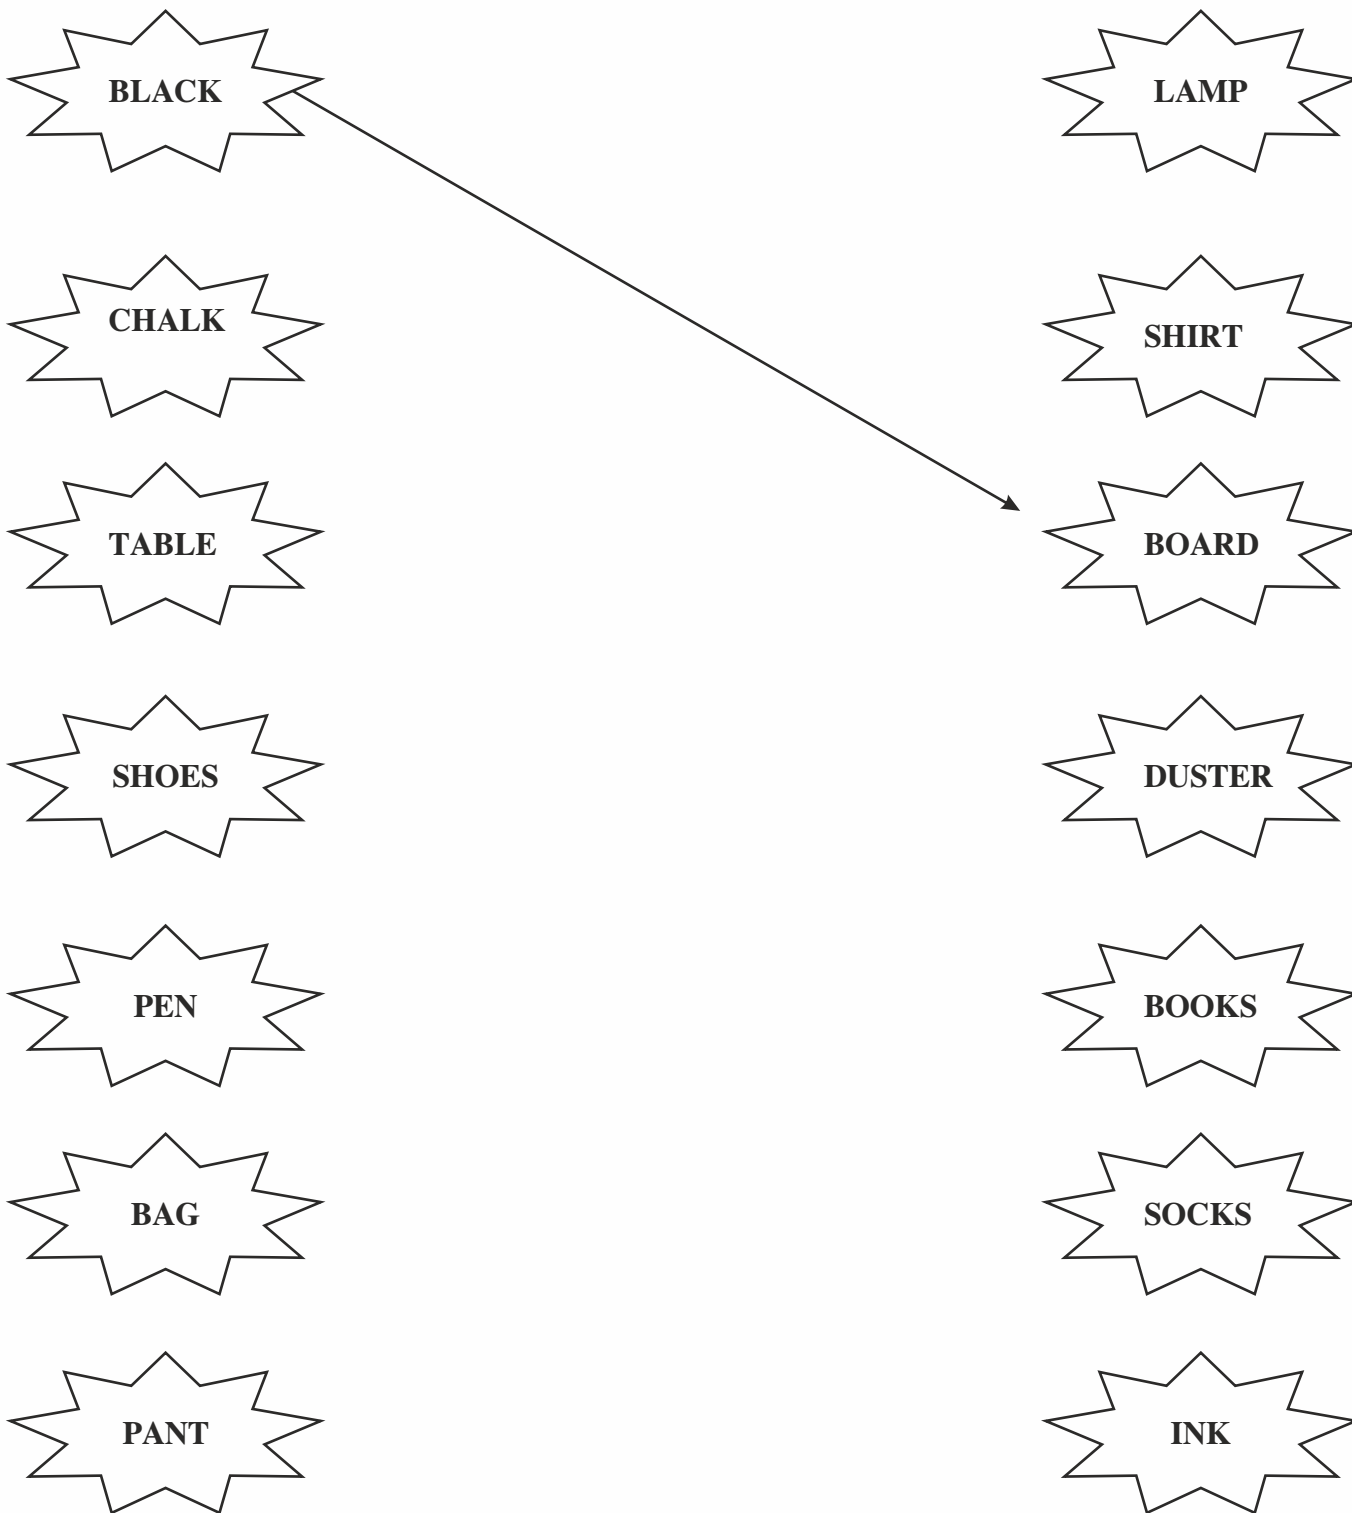 BLACK
LAMP
CHALK
SHIRT
TABLE
BOARD
SHOES
DUSTER
PEN
BOOKS
BAG
SOCKS
PANT
INK